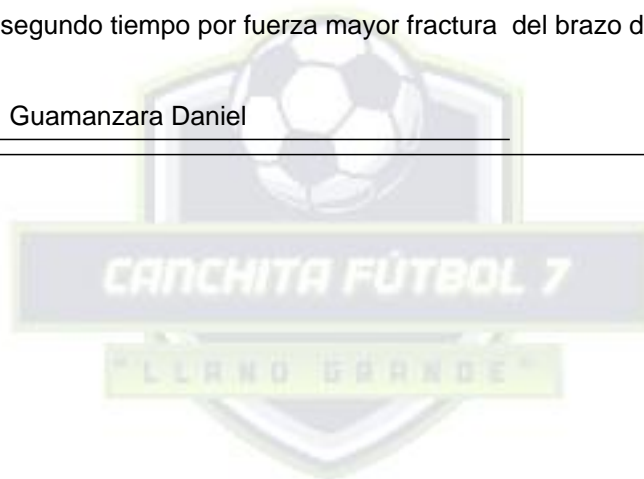 segundo tiempo por fuerza mayor fractura del brazo d
Guamanzara Daniel
CANCHITA FÚTBOL 7
"LLANO GRANDE"